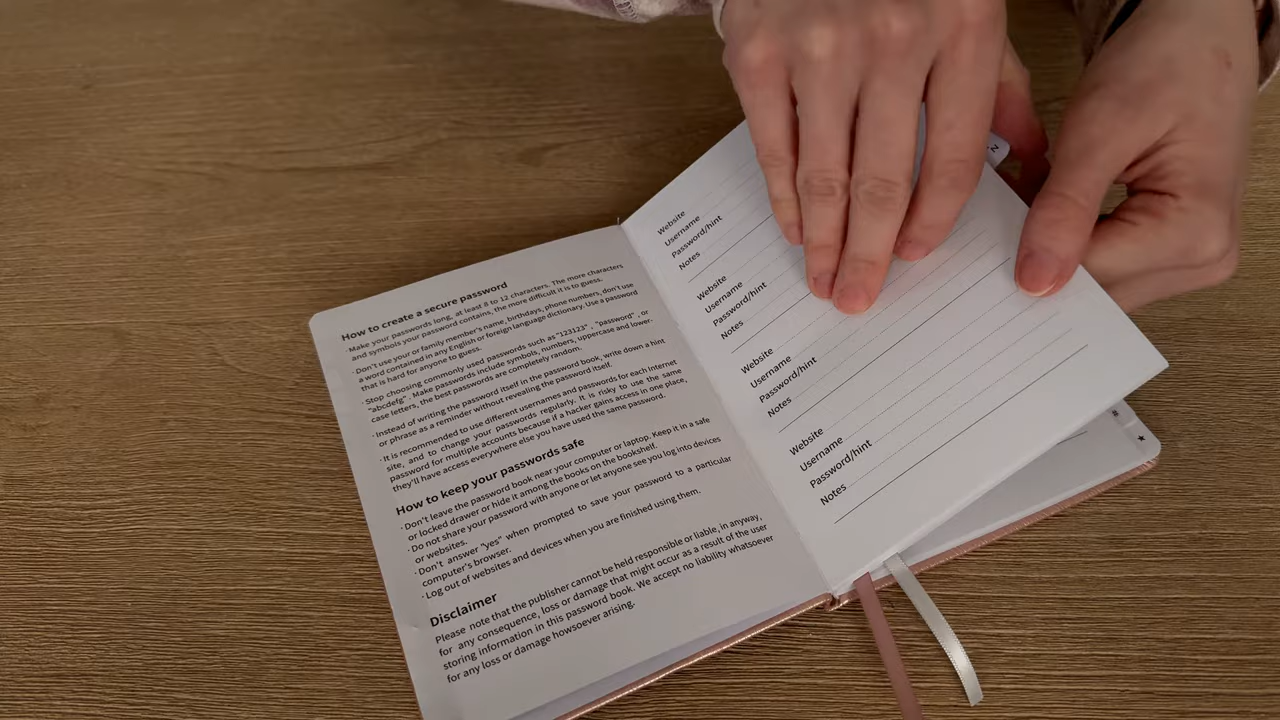 How to create a secure password
· Make your passwords long, at least 8 to 12 characters. The more characters
and symbols your password contains, the more difficult it is to guess.
· Don't use your or family member's name, birthdays, phone numbers, don't use
a word contained in any English or foreign language dictionary. Use a password
that is hard for anyone to guess.
· Stop choosing commonly used passwords such as "123123" , "password" , or
"abcdefg" . Make passwords include symbols, numbers, uppercase and lower.
case letters, the best passwords are completely random.
· Instead of writing the password itself in the password book, write down a hint
or phrase as a reminder without revealing the password itself.
· It is recommended to use different usernames and passwords for each Internet
site, and to change your passwords regularly. It is risky to use the same
password for multiple accounts because if a hacker gains access in one place,
they'll have access everywhere else you have used the same password.
How to keep your passwords safe
· Don't leave the password book near your computer or laptop. Keep it in a safe
or locked drawer or hide it among the books on the bookshelf.
· Do not share your password with anyone or let anyone see you log into devices
or websites.
· Don't answer "yes" when prompted to save your password to a particular
computer's browser.
· Log out of websites and devices when you are finished using them.
Disclaimer
Please note that the publisher cannot be held responsible or liable, in anyway,
for any consequence, loss or damage that might occur as a result of the user
storing information in this password book. We accept no liability whatsoever
for any loss or damage howsoever arising.
Website
Username
Password/hint
Notes
Website
Username
Password/hint
Notes
Website
Username
Password/hint
Notes
Website
Username
Password/hint
Notes
Z
#
★